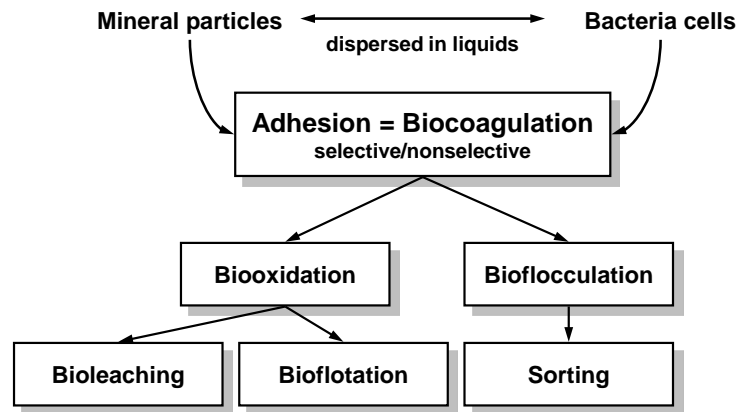 Mineral particles
Bacteria cells
dispersed in liquids
Adhesion = Biocoagulation
selective/nonselective
Biooxidation
Bioflocculation
Bioleaching
Bioflotation
Sorting